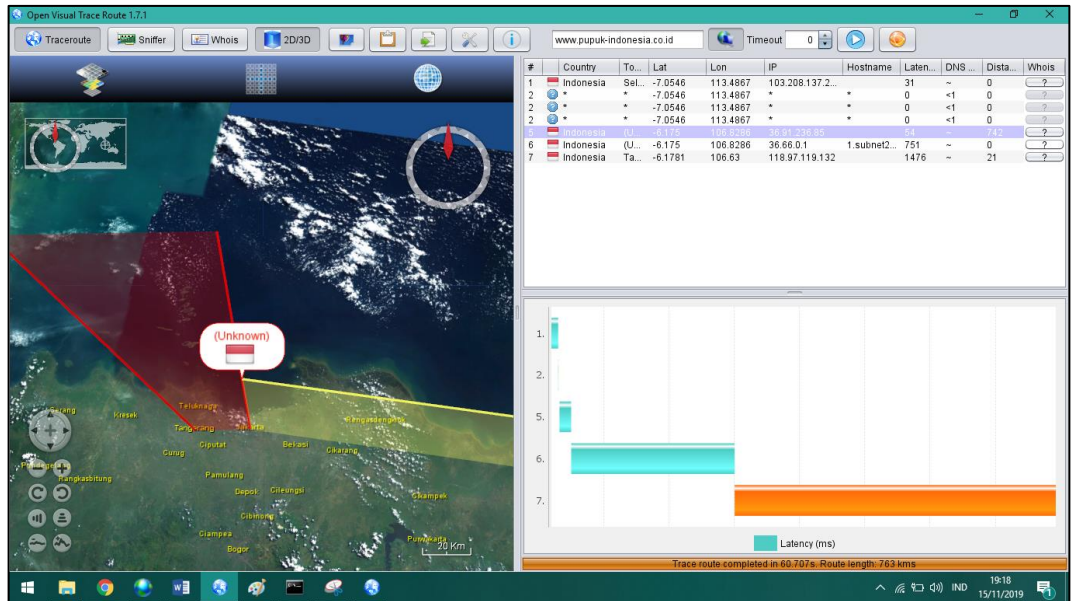 Open Visual Trace Route 1.7.1
Traceroute Sniffer Whois 2D/3D www.pupuk-indonesia.co.id Timeout 0
# Country To... Lat Lon IP Hostname Laten... DNS ... Dista... Whois
1 Indonesia Sel... -7.0546 113.4867 103.208.137.2... 31 ~ 0 ?
2 * * -7.0546 113.4867 * * 0 <1 0 ?
2 * * -7.0546 113.4867 * * 0 <1 0 ?
2 * * -7.0546 113.4867 * * 0 <1 0 ?
5 Indonesia (U... -6.175 106.8286 36.91.236.85 54 ~ 742 ?
6 Indonesia (U... -6.175 106.8286 36.66.0.1 1.subnet2... 751 ~ 0 ?
7 Indonesia Ta... -6.1781 106.63 118.97.119.132 1476 ~ 21 ?
(Unknown)
Serang
Kresek
Teluknaga
Tangerang
Jakarta
Rengasdengklok
Curug
Ciputat
Bekasi
Cikarang
Rangkasbitung
Pamulang
Depok
Cileungsi
Cikampek
Cibinong
Ciampea
Bogor
Purwakarta
20 Km
1.
2.
5.
6.
7.
Latency (ms)
Trace route completed in 60.707s. Route length: 763 kms
IND
19:18
15/11/2019